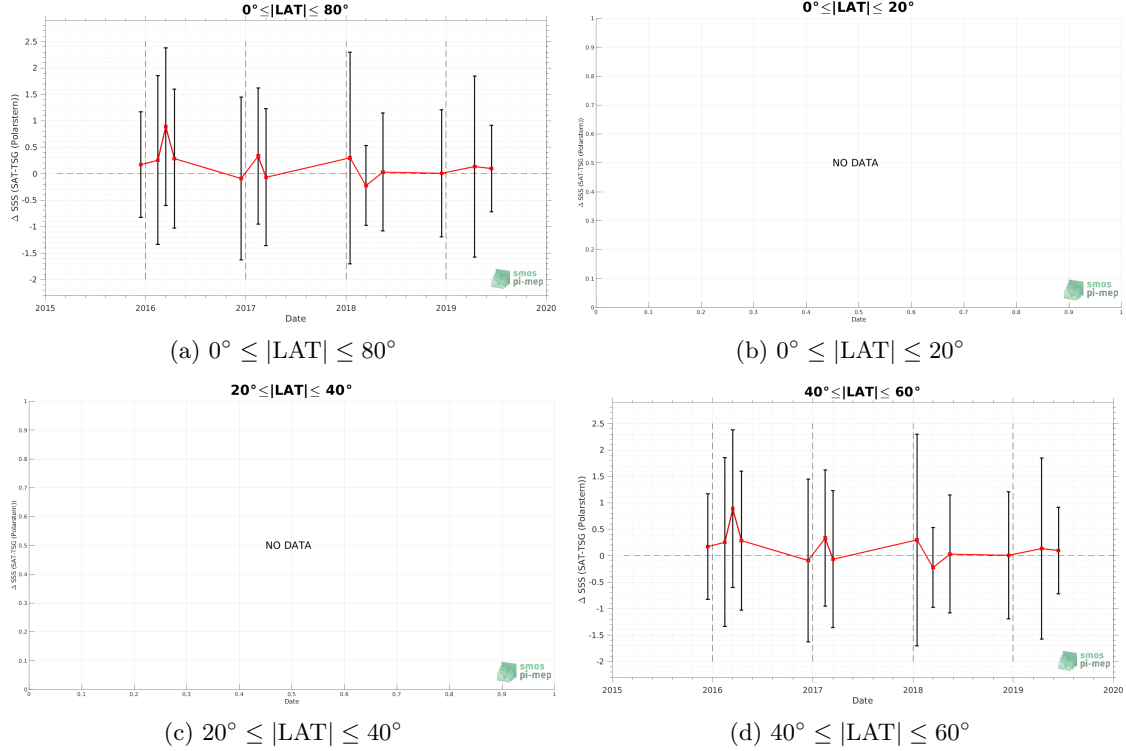 0°≤|LAT|≤ 80°
Δ SSS (SAT-TSG (Polarstern))
2.5
2
1.5
1
0.5
0
-0.5
-1
-1.5
-2
2015 2016 2017 2018 2019 2020
Date
smos
pi-mep
(a) 0° ≤ |LAT| ≤ 80°
0°≤|LAT|≤ 20°
Δ SSS (SAT-TSG (Polarstern))
1
0.9
0.8
0.7
0.6
0.5
0.4
0.3
0.2
0.1
0
NO DATA
0 0.1 0.2 0.3 0.4 0.5 0.6 0.7 0.8 0.9 1
Date
smos
pi-mep
(b) 0° ≤ |LAT| ≤ 20°
20°≤|LAT|≤ 40°
Δ SSS (SAT-TSG (Polarstern))
1
0.9
0.8
0.7
0.6
0.5
0.4
0.3
0.2
0.1
0
NO DATA
0 0.1 0.2 0.3 0.4 0.5 0.6 0.7 0.8 0.9 1
Date
smos
pi-mep
(c) 20° ≤ |LAT| ≤ 40°
40°≤|LAT|≤ 60°
Δ SSS (SAT-TSG (Polarstern))
2.5
2
1.5
1
0.5
0
-0.5
-1
-1.5
-2
2015 2016 2017 2018 2019 2020
Date
smos
pi-mep
(d) 40° ≤ |LAT| ≤ 60°